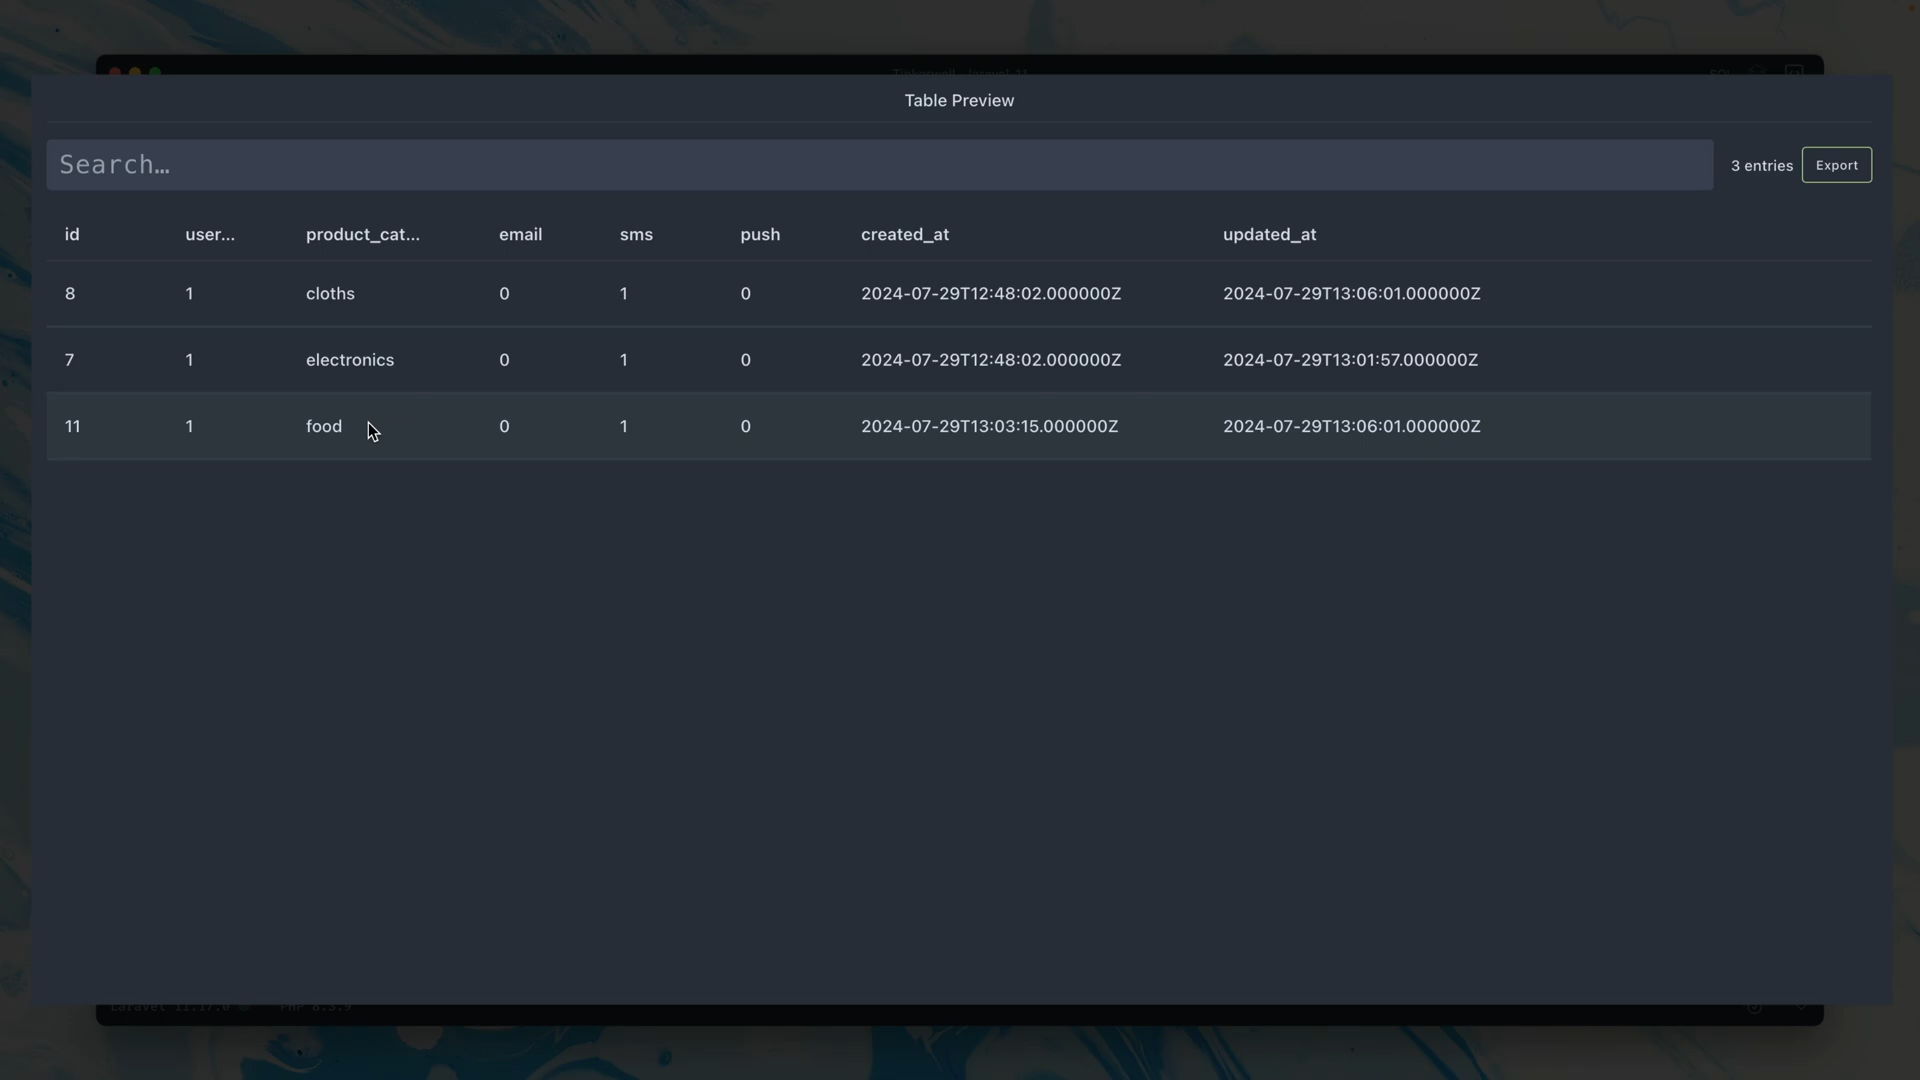 Table Preview
Search…
3 entries
Export
id user... product_cat... email sms push created_at updated_at
8 1 cloths 0 1 0 2024-07-29T12:48:02.000000Z 2024-07-29T13:06:01.000000Z
7 1 electronics 0 1 0 2024-07-29T12:48:02.000000Z 2024-07-29T13:01:57.000000Z
11 1 food 0 1 0 2024-07-29T13:03:15.000000Z 2024-07-29T13:06:01.000000Z